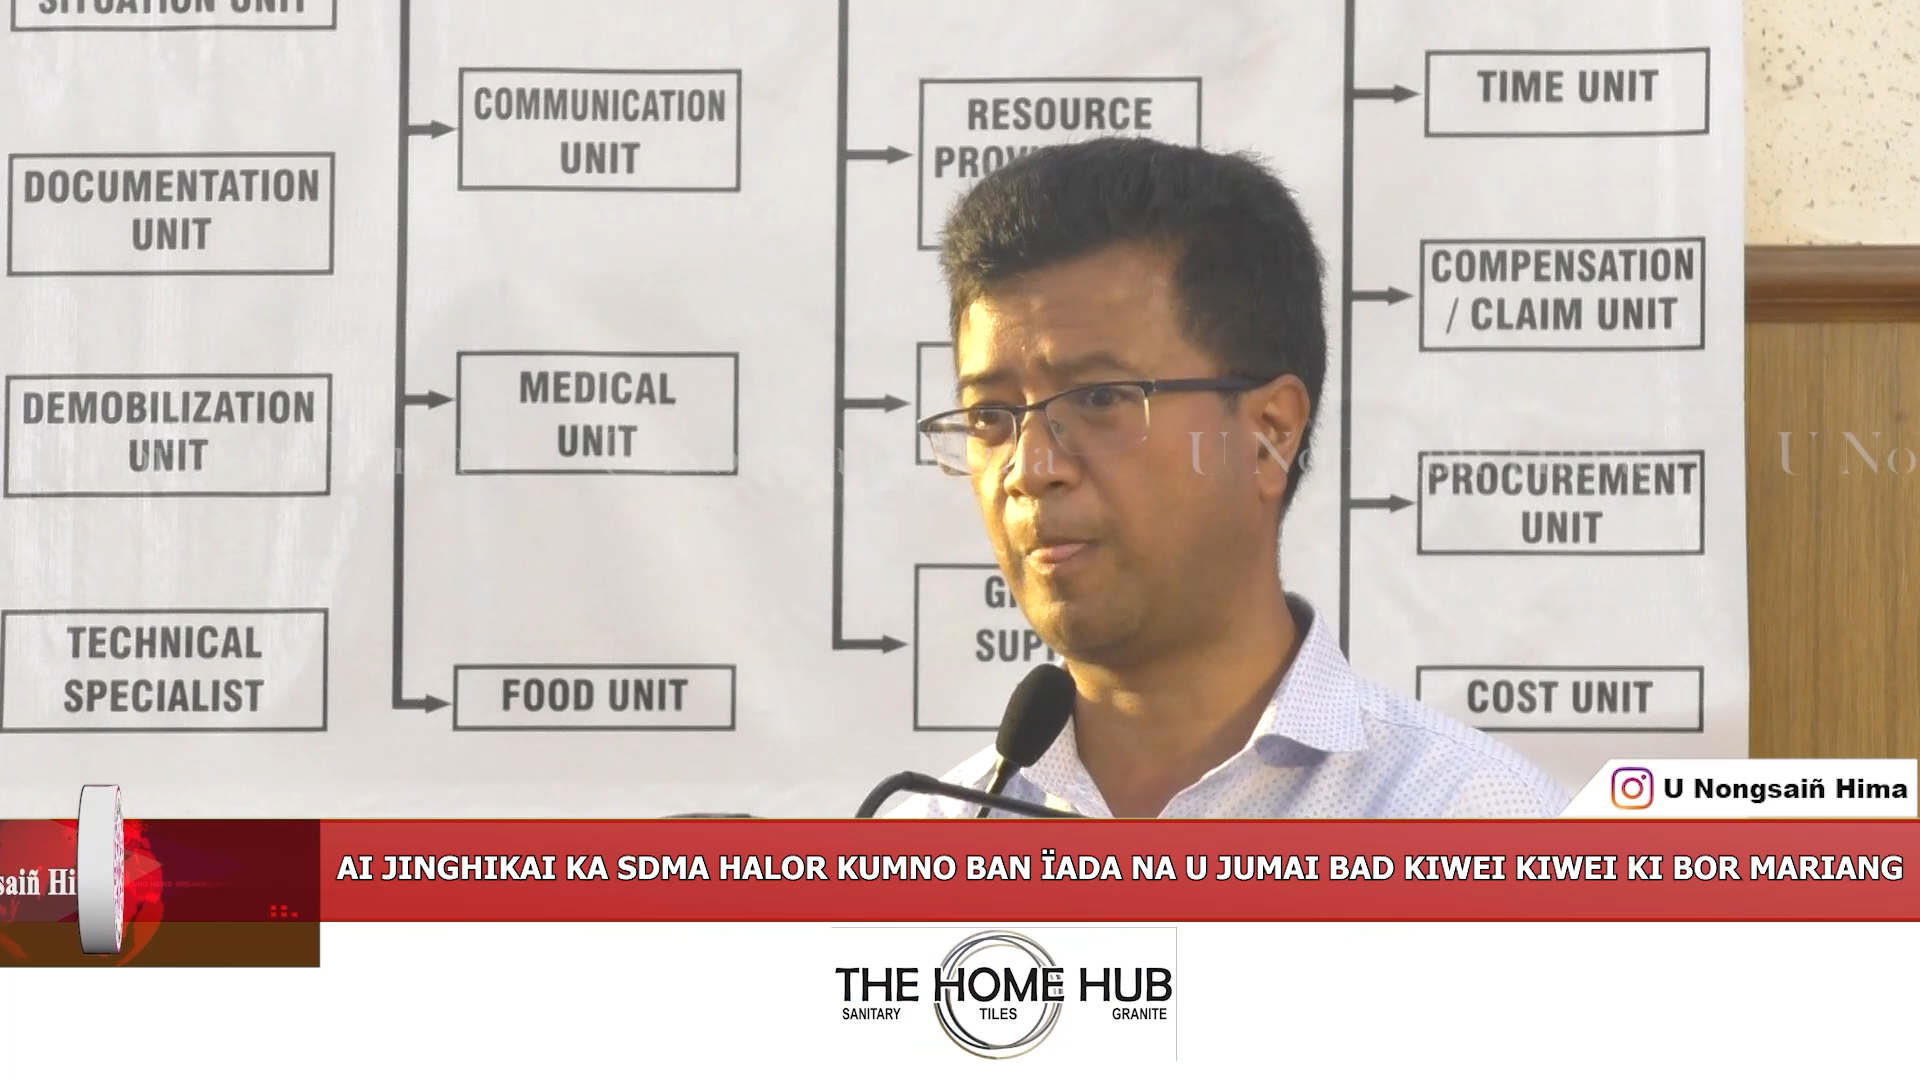 SITUATION UNIT
DOCUMENTATION
UNIT
DEMOBILIZATION
UNIT
TECHNICAL
SPECIALIST
COMMUNICATION
UNIT
MEDICAL
UNIT
FOOD UNIT
RESOURCE
TIME UNIT
COMPENSATION
/ CLAIM UNIT
PROCUREMENT
UNIT
COST UNIT
U Nongsaiñ Hima
AI JINGHIKAI KA SDMA HALOR KUMNO BAN ÏADA NA U JUMAI BAD KIWEI KIWEI KI BOR MARIANG
THE HOME HUB
SANITARY TILES GRANITE